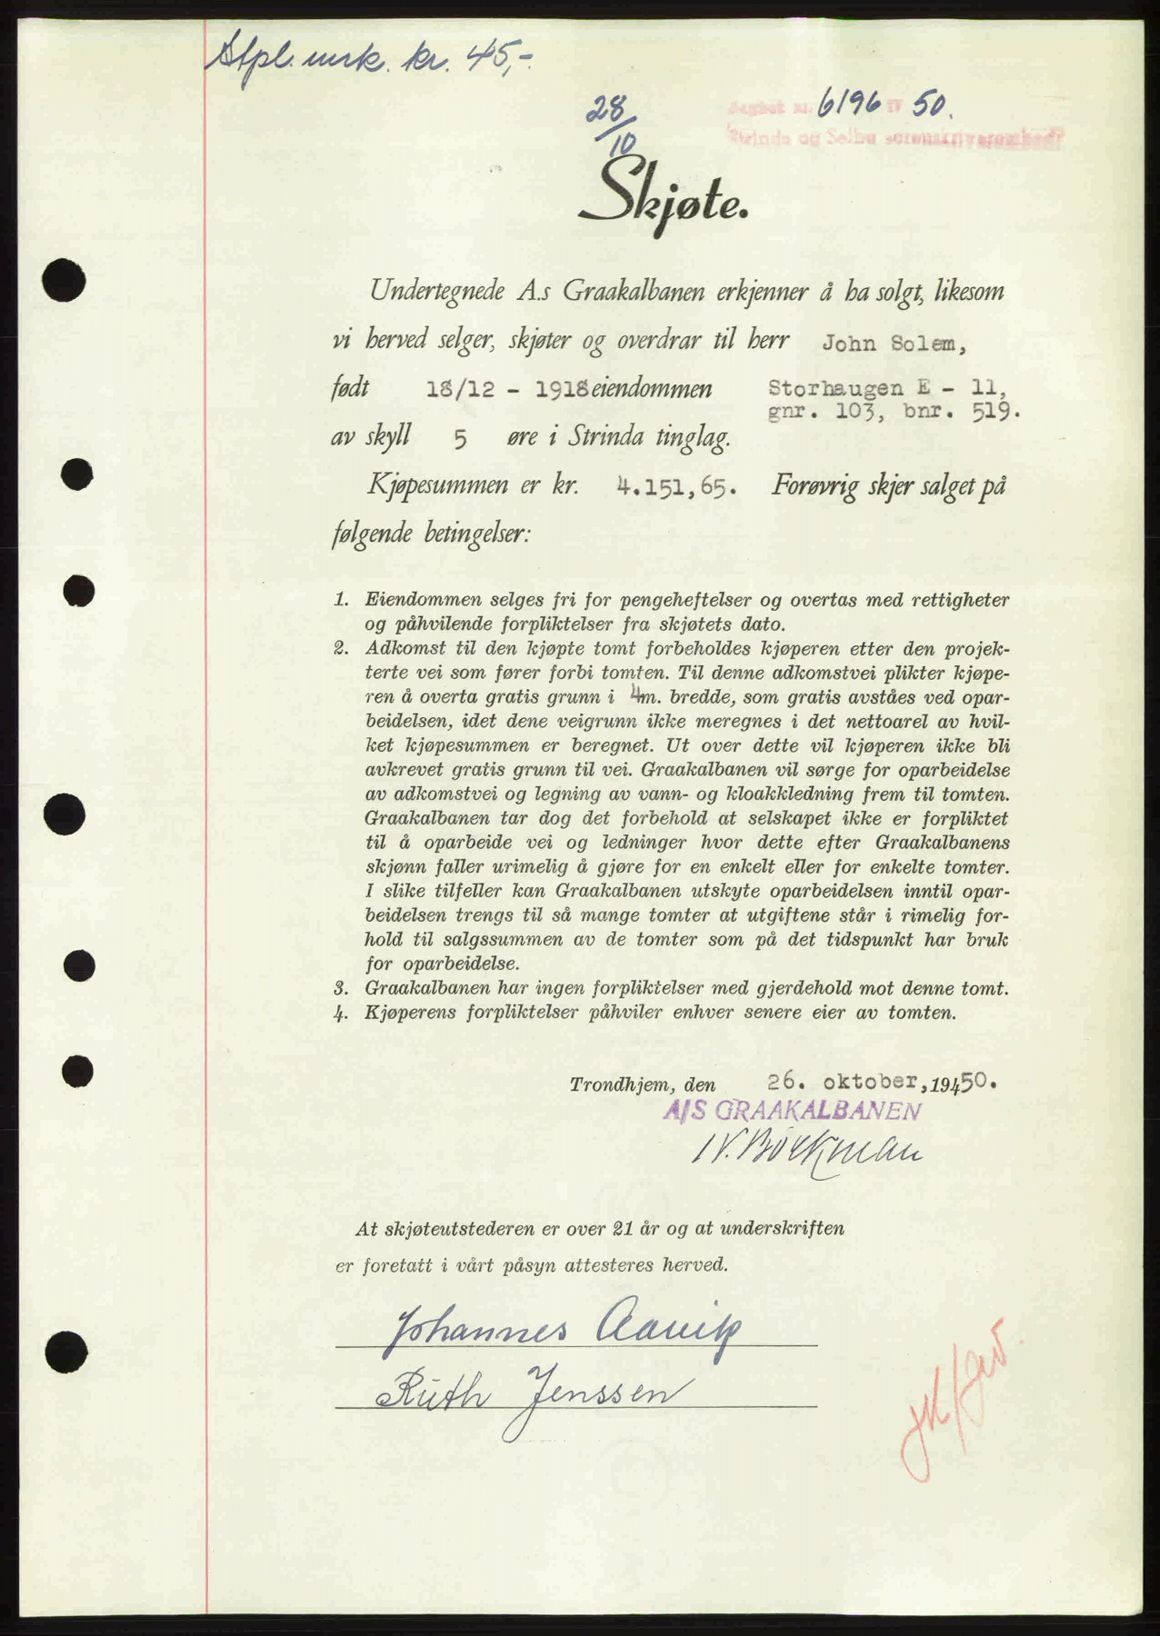 Stpl. mrk. kr. 45,-
28/10
dagbok nr. 6196 19 50.
Strinda og Selbu sorenskriverembede
Skjøte.
Undertegnede A.s Graakalbanen erkjenner å ha solgt, likesom
vi herved selger, skjøter og overdrar til herr John Solem,
født 18/12 - 1918 eiendommen Storhaugen E - 11,
gnr. 103, bnr. 519.
av skyll 5 øre i Strinda tinglag.
Kjøpesummen er kr. 4.151,65. Forøvrig skjer salget på
følgende betingelser:
1. Eiendommen selges fri for pengeheftelser og overtas med rettigheter
og påhvilende forpliktelser fra skjøtets dato.
2. Adkomst til den kjøpte tomt forbeholdes kjøperen etter den projek-
terte vei som fører forbi tomten. Til denne adkomstvei plikter kjøpe-
ren å overta gratis grunn i 4m. bredde, som gratis avståes ved opar-
beidelsen, idet dene veigrunn ikke meregnes i det nettoarel av hvil-
ket kjøpesummen er beregnet. Ut over dette vil kjøperen ikke bli
avkrevet gratis grunn til vei. Graakalbanen vil sørge for oparbeidelse
av adkomstvei og legning av vann- og kloakkledning frem til tomten.
Graakalbanen tar dog det forbehold at selskapet ikke er forpliktet
til å oparbeide vei og ledninger hvor dette efter Graakalbanens
skjønn faller urimelig å gjøre for en enkelt eller for enkelte tomter.
I slike tilfeller kan Graakalbanen utskyte oparbeidelsen inntil opar-
beidelsen trengs til så mange tomter at utgiftene står i rimelig for-
hold til salgssummen av de tomter som på det tidspunkt har bruk
for oparbeidelse.
3. Graakalbanen har ingen forpliktelser med gjerdehold mot denne tomt.
4. Kjøperens forpliktelser påhviler enhver senere eier av tomten.
Trondhjem, den 26. oktober, 19450.
A/S GRAAKALBANEN
N. Böckman
At skjøteutstederen er over 21 år og at underskriften
er foretatt i vårt påsyn attesteres herved.
Johannes Aavik
Ruth Jenssen